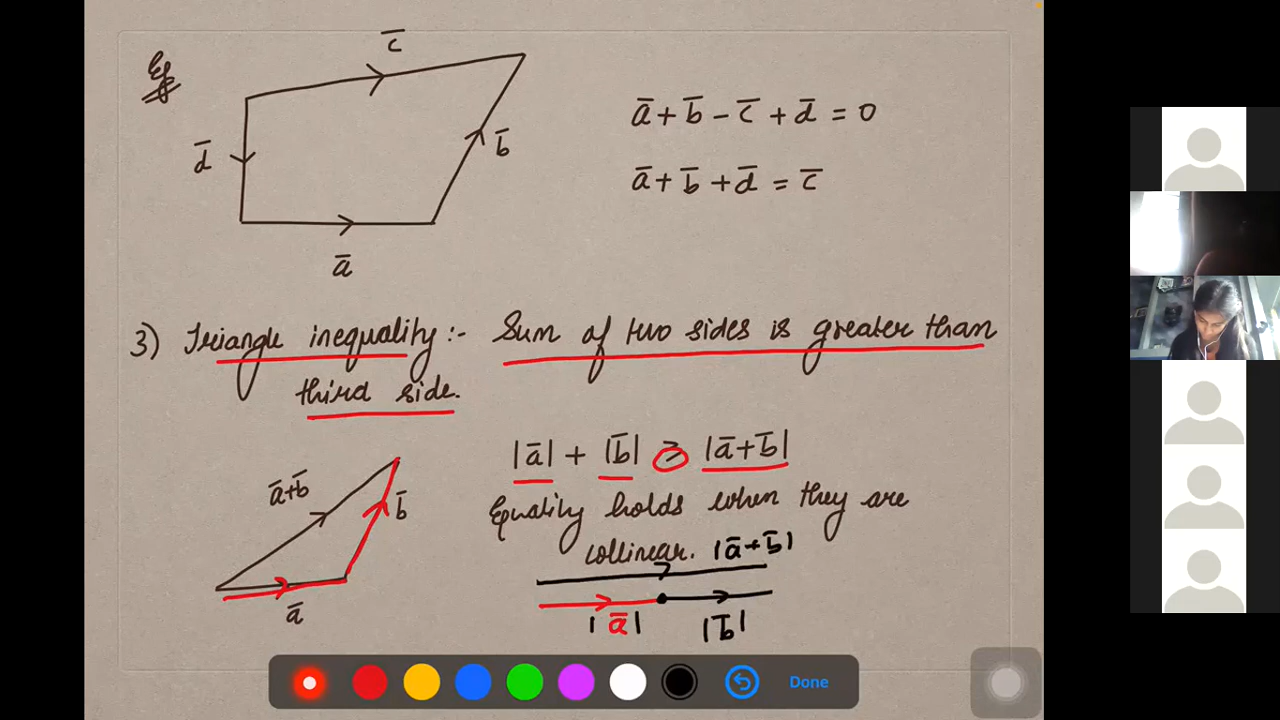 Eg
c̅
a̅ + b̅ - c̅ + d̅ = 0
d̅
b̅
a̅ + b̅ + d̅ = c̅
a̅
3) Triangle inequality :- Sum of two sides is greater than
third side.
|a̅| + |b̅| ≥ |a̅+b̅|
a̅+b̅
b̅
Equality holds when they are
collinear. |a̅+b̅|
a̅
|a̅| |b̅|
Done